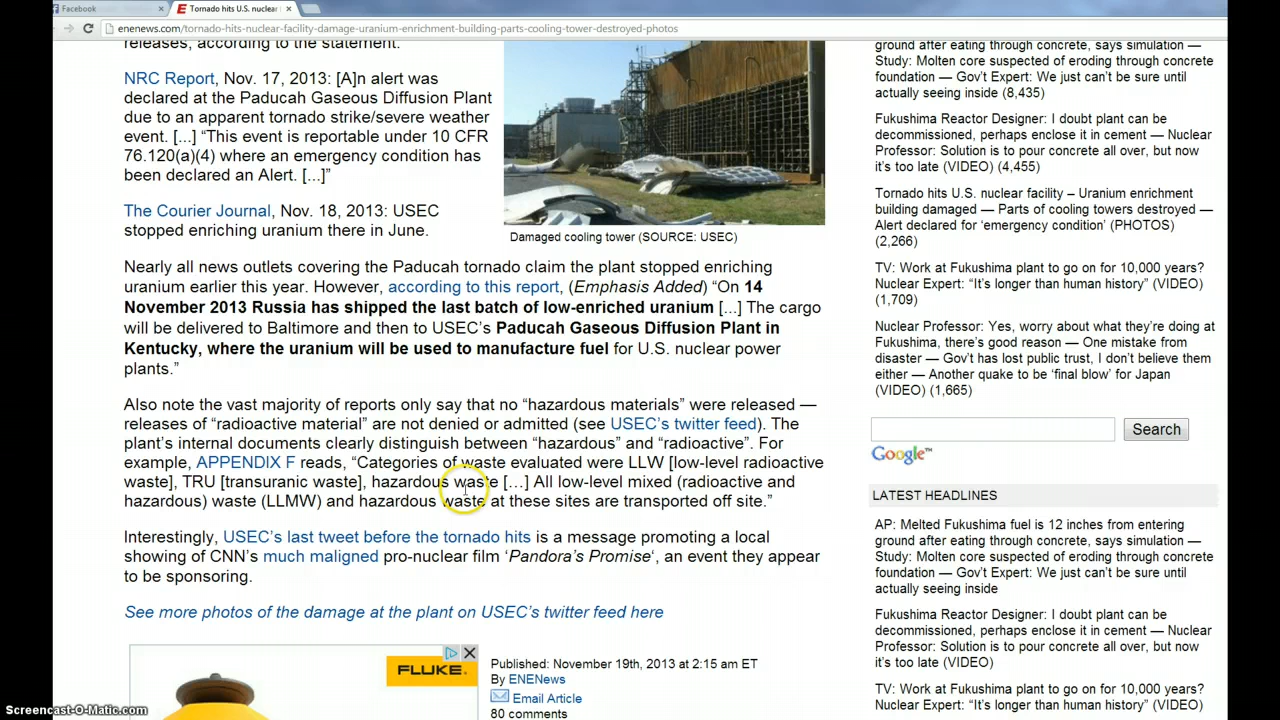 Facebook
Tornado hits U.S. nuclear
enenews.com/tornado-hits-nuclear-facility-damage-uranium-enrichment-building-parts-cooling-tower-destroyed-photos
releases, according to the statement.
NRC Report, Nov. 17, 2013: [A]n alert was
declared at the Paducah Gaseous Diffusion Plant
due to an apparent tornado strike/severe weather
event. [...] “This event is reportable under 10 CFR
76.120(a)(4) where an emergency condition has
been declared an Alert. [...]”
The Courier Journal, Nov. 18, 2013: USEC
stopped enriching uranium there in June.
Damaged cooling tower (SOURCE: USEC)
Nearly all news outlets covering the Paducah tornado claim the plant stopped enriching
uranium earlier this year. However, according to this report, (Emphasis Added) “On 14
November 2013 Russia has shipped the last batch of low-enriched uranium [...] The cargo
will be delivered to Baltimore and then to USEC’s Paducah Gaseous Diffusion Plant in
Kentucky, where the uranium will be used to manufacture fuel for U.S. nuclear power
plants.”
Also note the vast majority of reports only say that no “hazardous materials” were released —
releases of “radioactive material” are not denied or admitted (see USEC’s twitter feed). The
plant’s internal documents clearly distinguish between “hazardous” and “radioactive”. For
example, APPENDIX F reads, “Categories of waste evaluated were LLW [low-level radioactive
waste], TRU [transuranic waste], hazardous waste […] All low-level mixed (radioactive and
hazardous) waste (LLMW) and hazardous waste at these sites are transported off site.”
Interestingly, USEC’s last tweet before the tornado hits is a message promoting a local
showing of CNN’s much maligned pro-nuclear film ‘Pandora’s Promise‘, an event they appear
to be sponsoring.
See more photos of the damage at the plant on USEC’s twitter feed here
FLUKE.
Published: November 19th, 2013 at 2:15 am ET
By ENENews
Email Article
80 comments
ground after eating through concrete, says simulation —
Study: Molten core suspected of eroding through concrete
foundation — Gov’t Expert: We just can’t be sure until
actually seeing inside (8,435)
Fukushima Reactor Designer: I doubt plant can be
decommissioned, perhaps enclose it in cement — Nuclear
Professor: Solution is to pour concrete all over, but now
it’s too late (VIDEO) (4,455)
Tornado hits U.S. nuclear facility – Uranium enrichment
building damaged — Parts of cooling towers destroyed —
Alert declared for ‘emergency condition’ (PHOTOS)
(2,266)
TV: Work at Fukushima plant to go on for 10,000 years?
Nuclear Expert: “It’s longer than human history” (VIDEO)
(1,709)
Nuclear Professor: Yes, worry about what they’re doing at
Fukushima, there’s good reason — One mistake from
disaster — Gov’t has lost public trust, I don’t believe them
either — Another quake to be ‘final blow’ for Japan
(VIDEO) (1,665)
Search
Google
LATEST HEADLINES
AP: Melted Fukushima fuel is 12 inches from entering
ground after eating through concrete, says simulation —
Study: Molten core suspected of eroding through concrete
foundation — Gov’t Expert: We just can’t be sure until
actually seeing inside
Fukushima Reactor Designer: I doubt plant can be
decommissioned, perhaps enclose it in cement — Nuclear
Professor: Solution is to pour concrete all over, but now
it’s too late (VIDEO)
TV: Work at Fukushima plant to go on for 10,000 years?
Nuclear Expert: “It’s longer than human history” (VIDEO)
Screencast-O-Matic.com